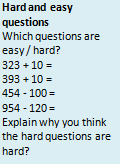 Hard and easy
questions
Which questions are
easy / hard?
323 + 10 =
393 + 10 =
454 - 100 =
954 - 120 =
Explain why you think
the hard questions are
hard?